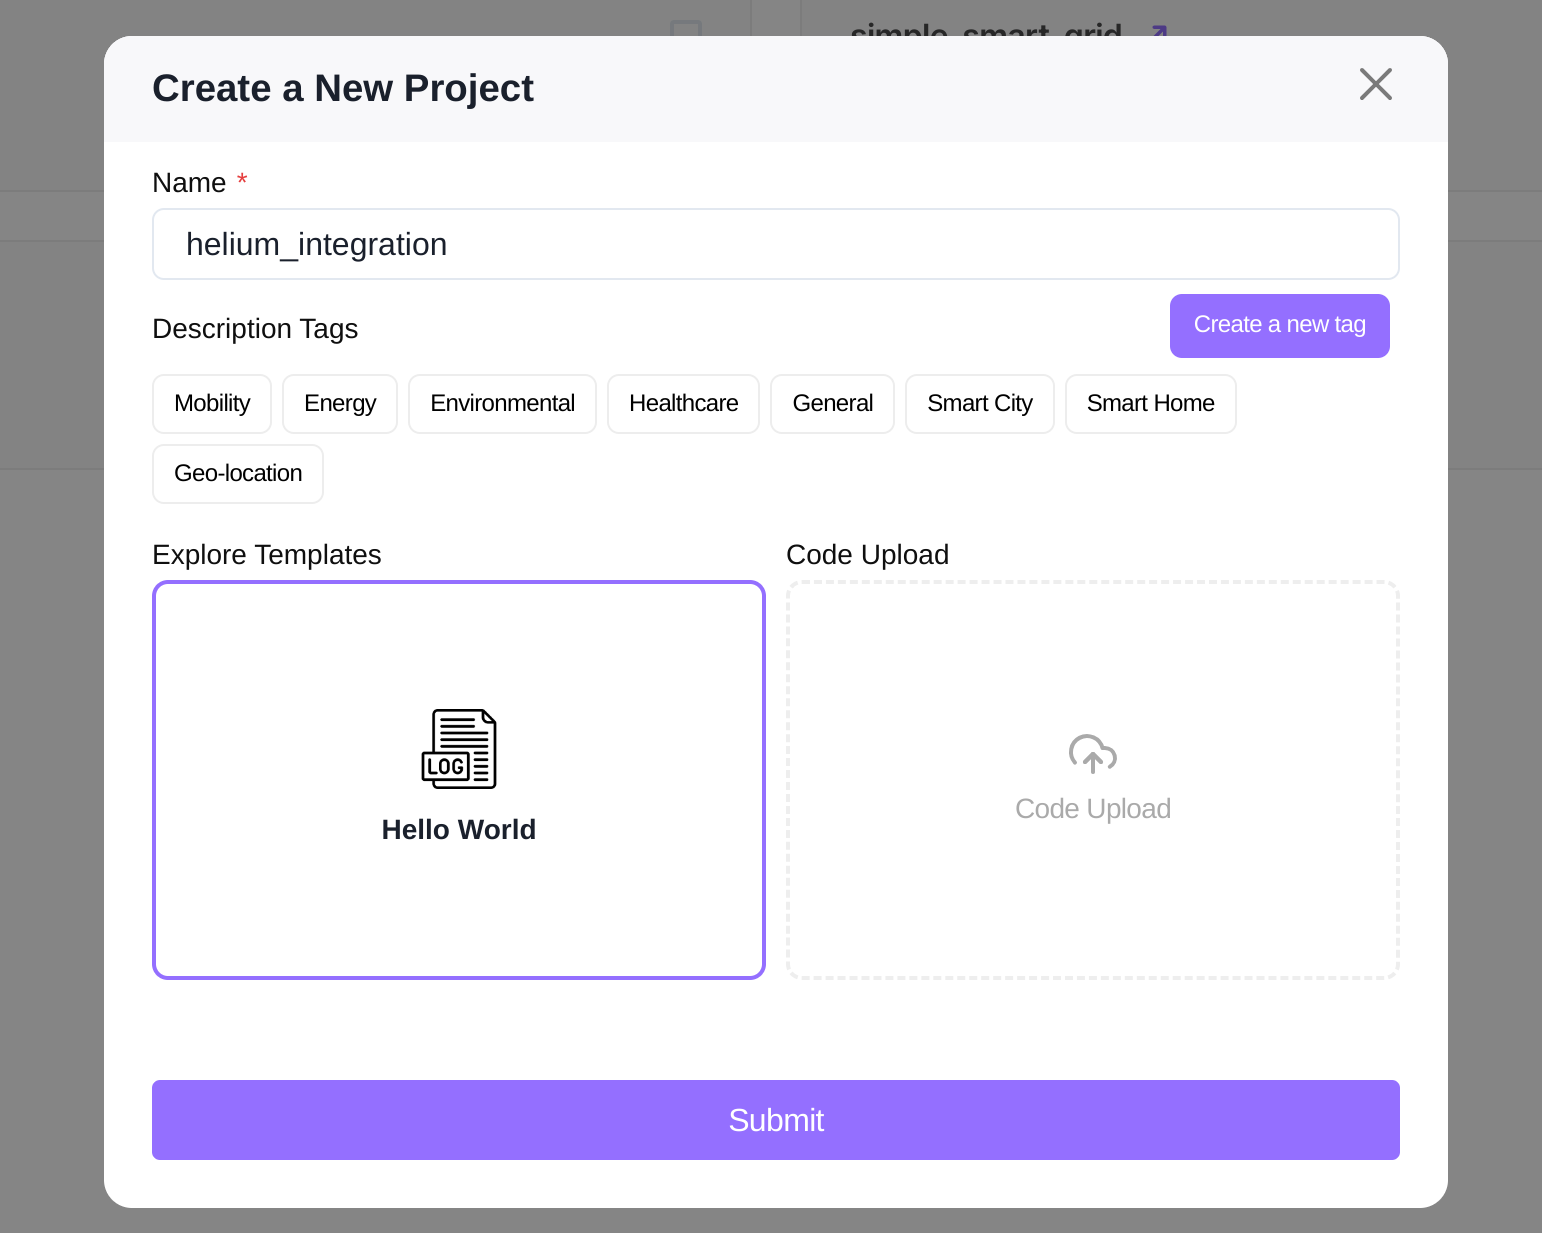 simple_smart_grid
Create a New Project
Name *
helium_integration
Description Tags
Create a new tag
Mobility Energy Environmental Healthcare General Smart City Smart Home
Geo-location
Explore Templates
Code Upload
LOG
Hello World
Code Upload
Submit